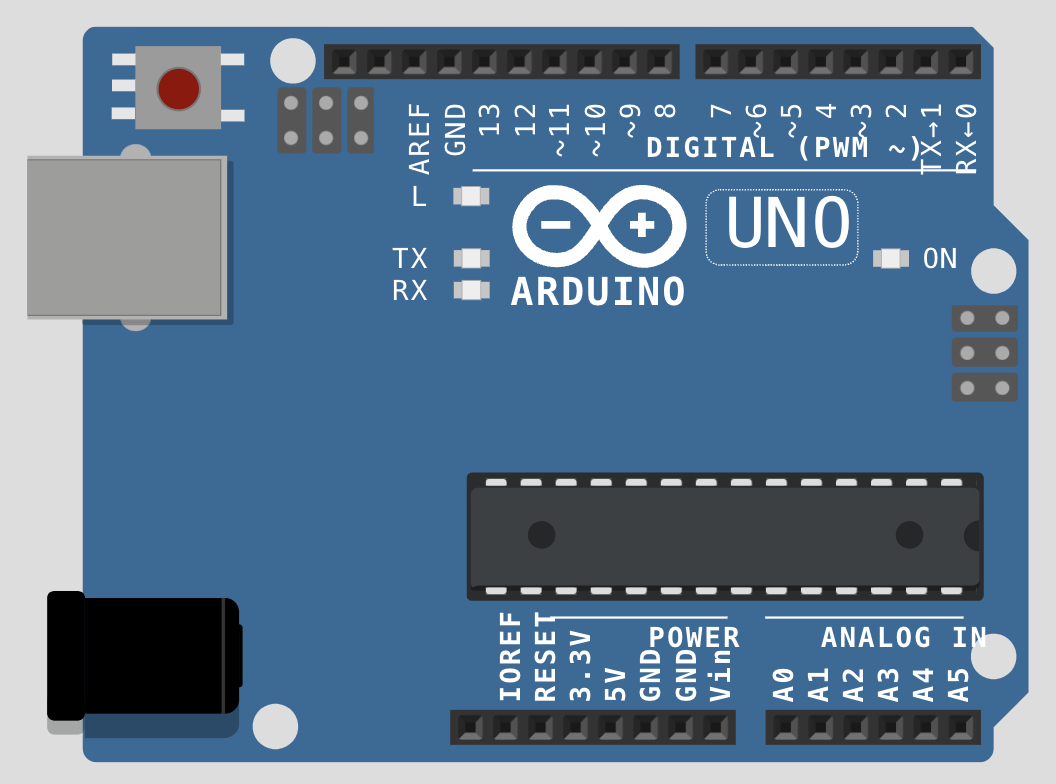 AREF GND 13 12 ~11 ~10 ~9 8 7 ~6 ~5 4 ~3 2 TX→1 RX←0
DIGITAL (PWM ~)
L
UNO
TX
ON
RX
ARDUINO
POWER
ANALOG IN
IOREF RESET 3.3V 5V GND GND Vin A0 A1 A2 A3 A4 A5